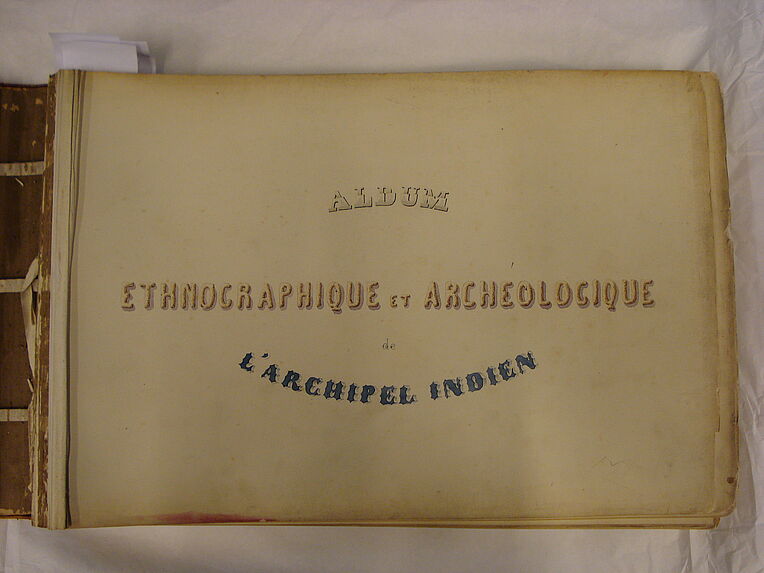 ALBUM
ETHNOGRAPHIQUE ET ARCHEOLOGIQUE
de
L'ARCHIPEL INDIEN